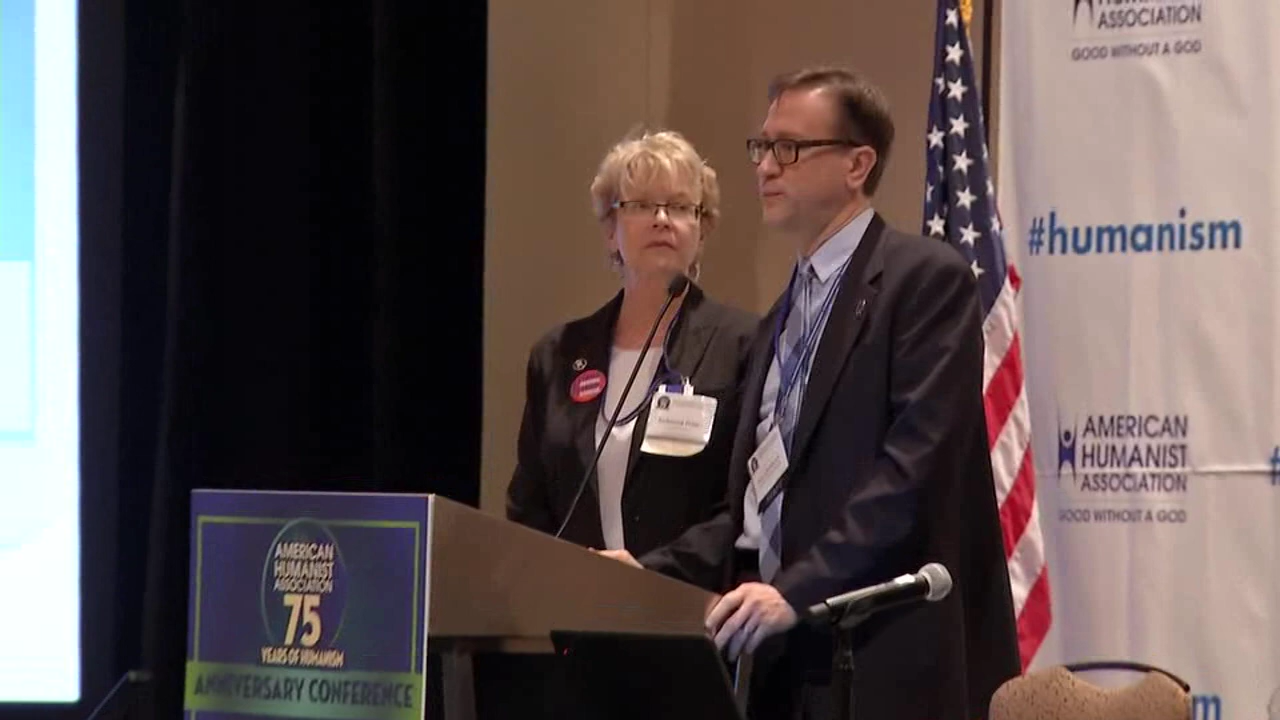 HUMANIST
ASSOCIATION
GOOD WITHOUT A GOD
#humanism
AMERICAN
HUMANIST
ASSOCIATION
GOOD WITHOUT A GOD
#
m
AMERICAN
HUMANIST
ASSOCIATION
75
YEARS OF HUMANISM
ANNIVERSARY CONFERENCE